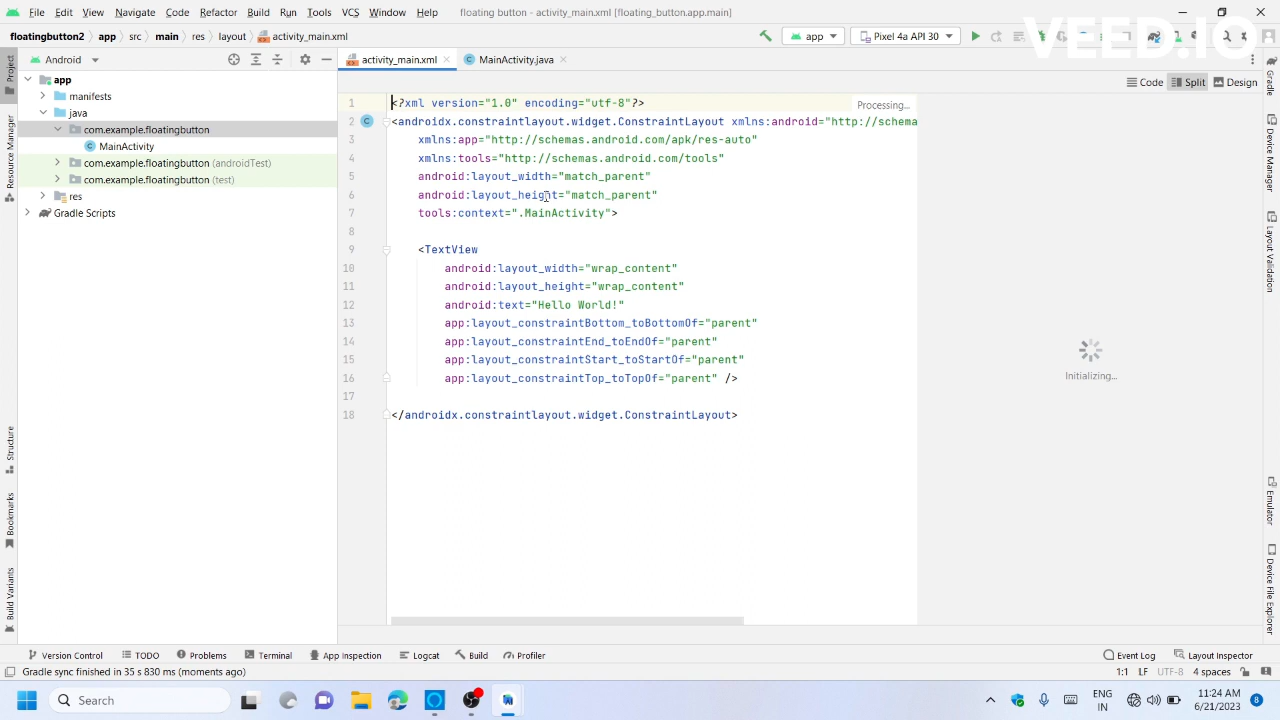 File Edit View Navigate Code Refactor Build Run Tools VCS Window Help floating button - activity_main.xml [floating_button.app.main]
floatingbutton2 app src main res layout activity_main.xml app Pixel 4a API 30
VEED.IO
Android
activity_main.xml MainActivity.java
Code Split Design
app
manifests
java
com.example.floatingbutton
MainActivity
com.example.floatingbutton (androidTest)
com.example.floatingbutton (test)
res
Gradle Scripts
1 <?xml version="1.0" encoding="utf-8"?>
Processing...
2 <androidx.constraintlayout.widget.ConstraintLayout xmlns:android="http://schema
3 xmlns:app="http://schemas.android.com/apk/res-auto"
4 xmlns:tools="http://schemas.android.com/tools"
5 android:layout_width="match_parent"
6 android:layout_height="match_parent"
7 tools:context=".MainActivity">
8
9 <TextView
10 android:layout_width="wrap_content"
11 android:layout_height="wrap_content"
12 android:text="Hello World!"
13 app:layout_constraintBottom_toBottomOf="parent"
14 app:layout_constraintEnd_toEndOf="parent"
15 app:layout_constraintStart_toStartOf="parent"
16 app:layout_constraintTop_toTopOf="parent" />
17
18 </androidx.constraintlayout.widget.ConstraintLayout>
Initializing...
Project
Resource Manager
Structure
Bookmarks
Build Variants
Gradle
Device Manager
Layout Validation
Emulator
Device File Explorer
Version Control TODO Problems Terminal App Inspection Logcat Build Profiler Event Log Layout Inspector
Gradle sync finished in 35 s 830 ms (moments ago) 1:1 LF UTF-8 4 spaces
Search
ENG
IN
11:24 AM
6/21/2023
8